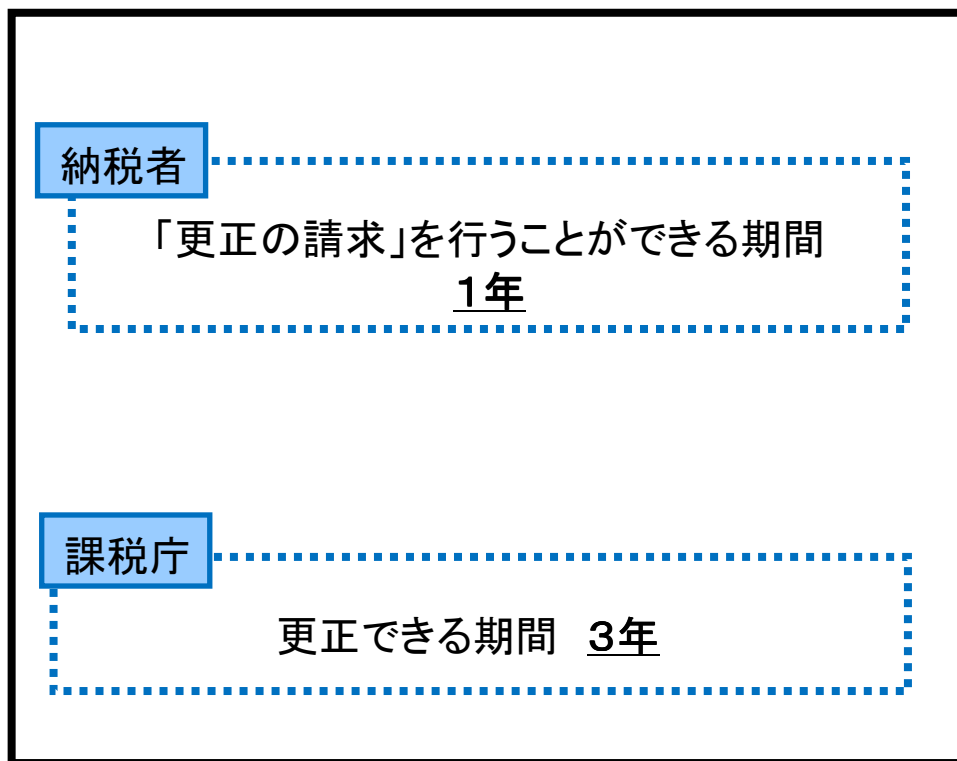 納税者
「更正の請求」を行うことができる期間
１年
課税庁
更正できる期間　３年